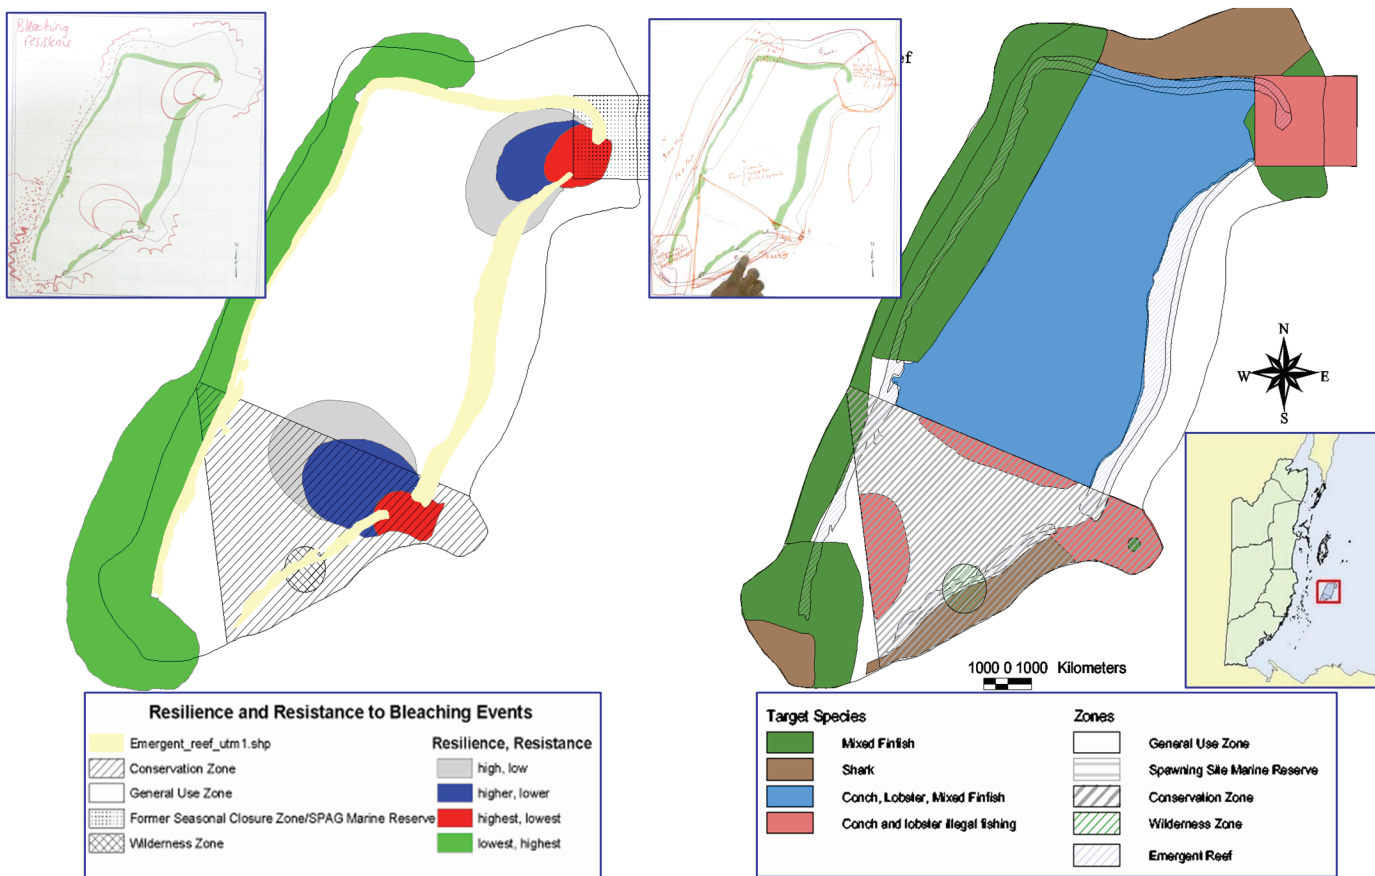 Bleaching
resistence
ef
N
W E
S
1000 0 1000 Kilometers
Resilience and Resistance to Bleaching Events
Emergent_reef_utm1.shp
Conservation Zone
General Use Zone
Former Seasonal Closure Zone/SPAG Marine Reserve
Wilderness Zone
Resilience, Resistance
high, low
higher, lower
highest, lowest
lowest, highest
Target Species
Mixed Finfish
Shark
Conch, Lobster, Mixed Finfish
Conch and lobster illegal fishing
Zones
General Use Zone
Spawning Site Marine Reserve
Conservation Zone
Wilderness Zone
Emergent Reef